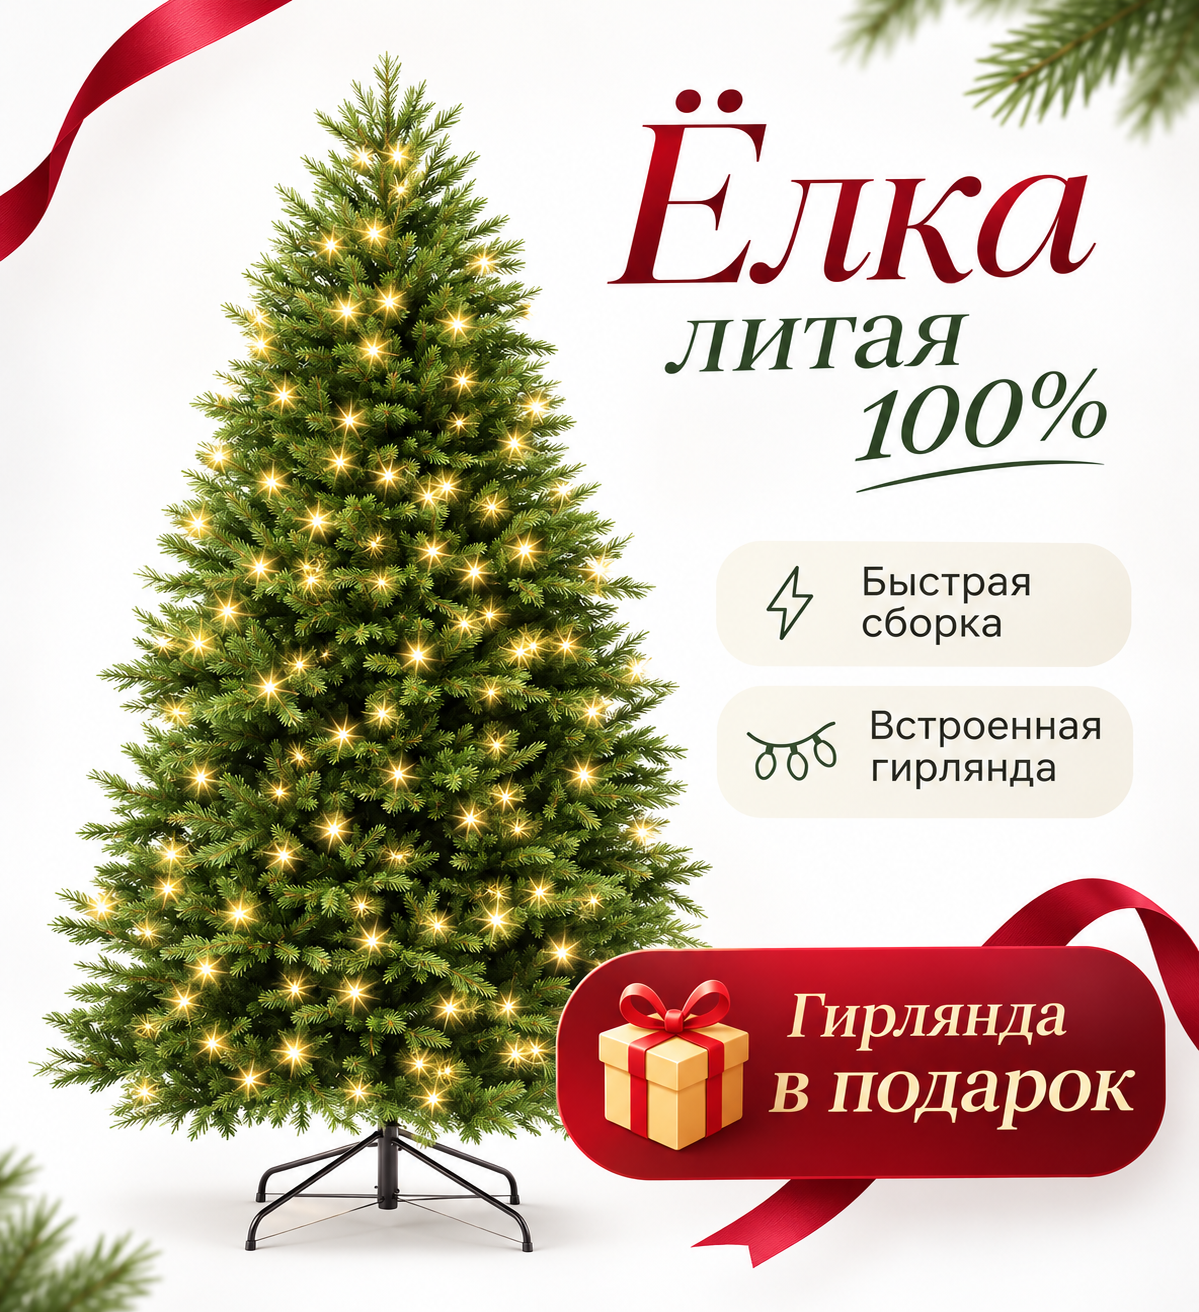 Ёлка
литая
100%
Быстрая
сборка
Встроенная
гирлянда
Гирлянда
в подарок